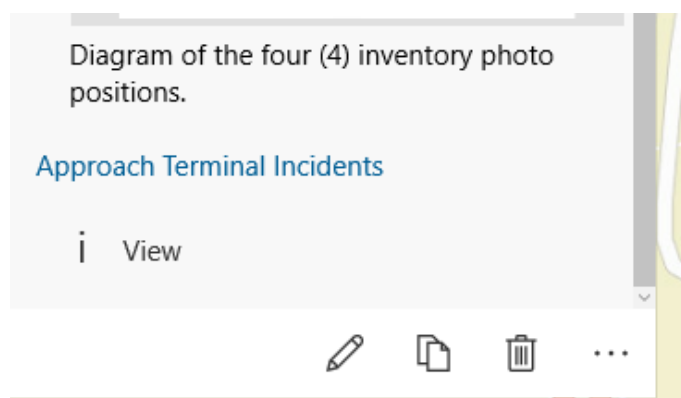 Diagram of the four (4) inventory photo
positions.
Approach Terminal Incidents
i View